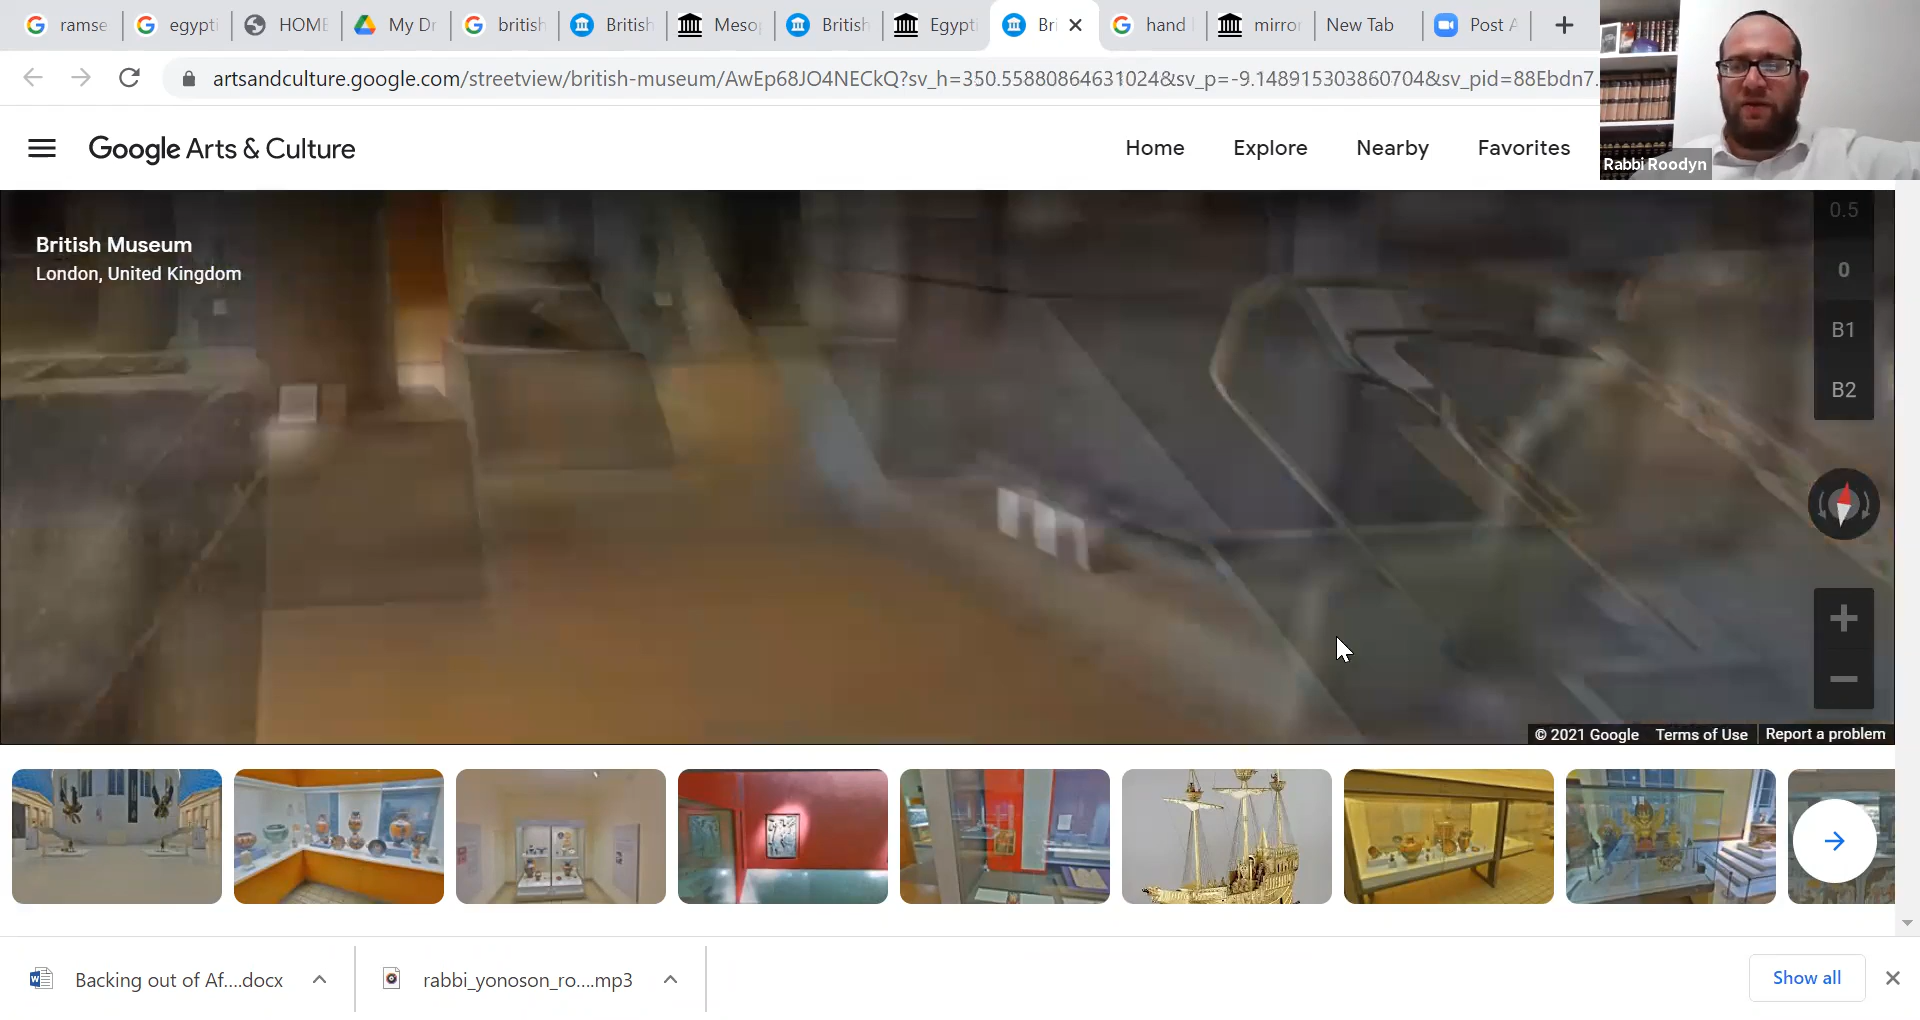 ramse
egypti
HOME
My Dr
british
British
Meso
British
Egypti
Bri
hand
mirror
New Tab
Post A
artsandculture.google.com/streetview/british-museum/AwEp68JO4NECkQ?sv_h=350.55880864631024&sv_p=-9.148915303860704&sv_pid=88Ebdn7.
Google Arts & Culture
Home
Explore
Nearby
Favorites
Rabbi Roodyn
British Museum
London, United Kingdom
0.5
0
B1
B2
© 2021 Google
Terms of Use
Report a problem
Backing out of Af....docx
rabbi_yonoson_ro....mp3
Show all